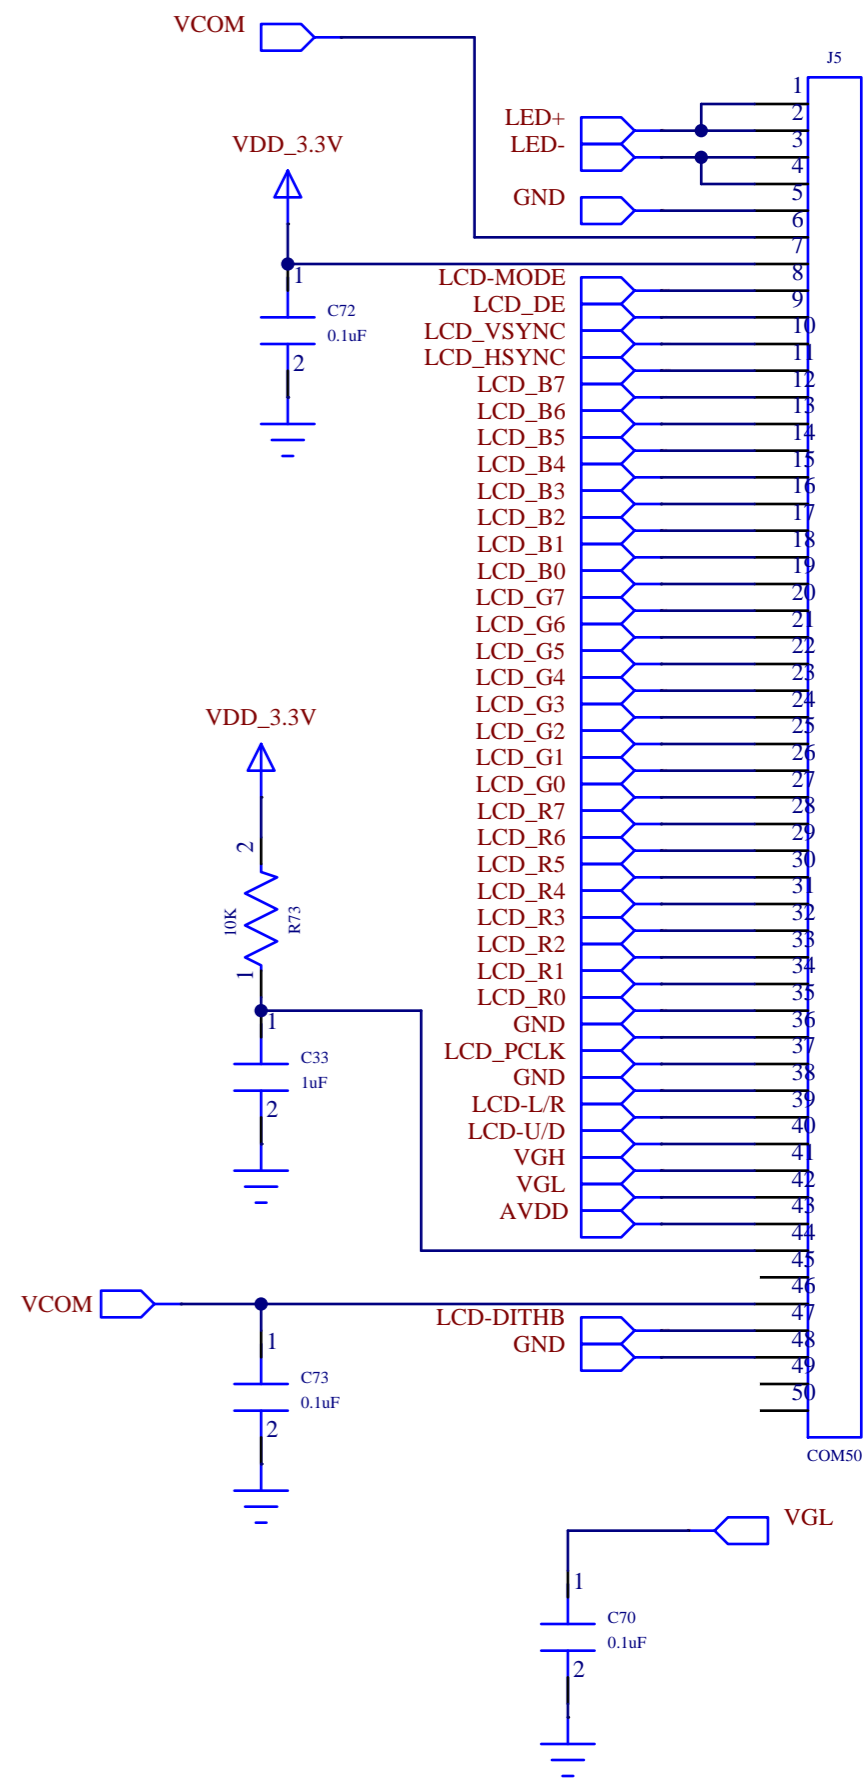 VCOM
J5
1
LED+
2
LED-
3
VDD_3.3V
4
GND
5
6
7
1
LCD-MODE
8
LCD_DE
9
C72
0.1uF
LCD_VSYNC
10
LCD_HSYNC
11
2
LCD_B7
12
LCD_B6
13
LCD_B5
14
LCD_B4
15
LCD_B3
16
LCD_B2
17
LCD_B1
18
LCD_B0
19
LCD_G7
20
LCD_G6
21
LCD_G5
22
LCD_G4
23
LCD_G3
24
VDD_3.3V
LCD_G2
25
LCD_G1
26
LCD_G0
27
LCD_R7
28
LCD_R6
29
2
LCD_R5
30
LCD_R4
31
10K
R73
LCD_R3
32
LCD_R2
33
1
LCD_R1
34
LCD_R0
35
1
GND
36
C33
1uF
LCD_PCLK
37
GND
38
2
LCD-L/R
39
LCD-U/D
40
VGH
41
VGL
42
AVDD
43
44
45
46
VCOM
LCD-DITHB
47
1
GND
48
49
C73
0.1uF
50
2
COM50
VGL
1
C70
0.1uF
2